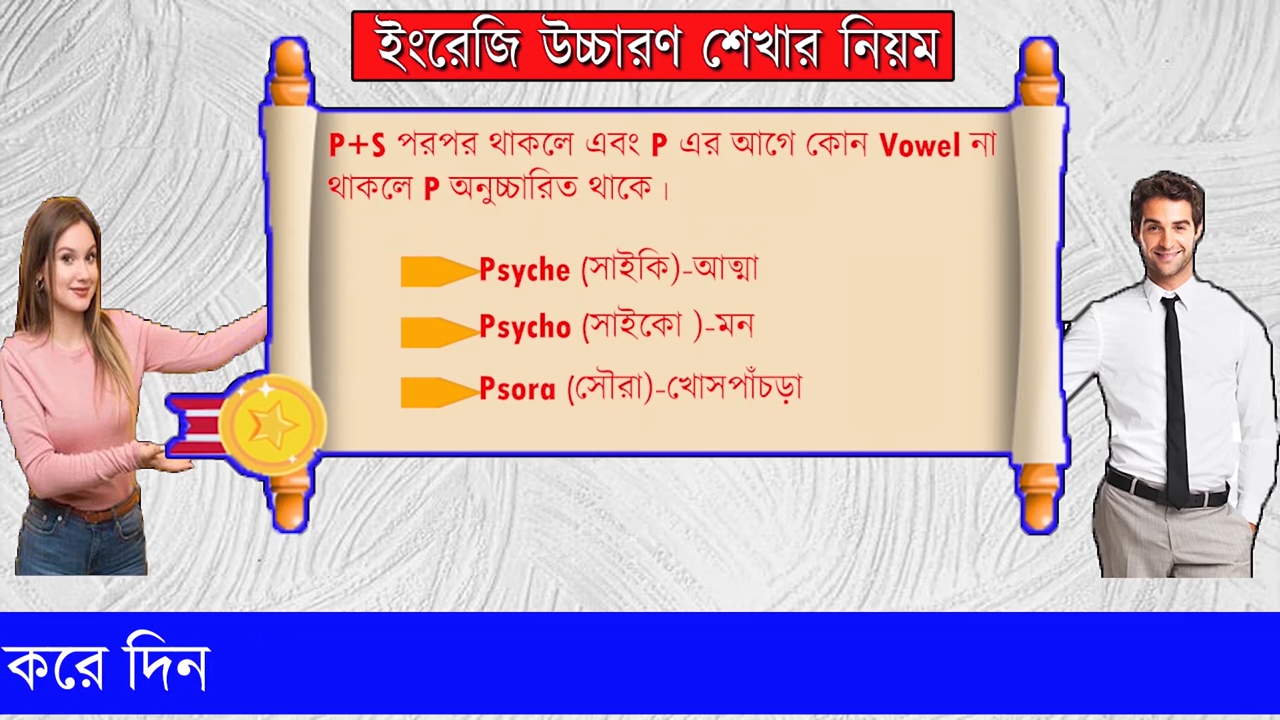 ইংরেজি উচ্চারণ শেখার নিয়ম
P+S পরপর থাকলে এবং P এর আগে কোন Vowel না
থাকলে P অনুচ্চারিত থাকে।
Psyche (সাইকি)-আত্মা
Psycho (সাইকো )-মন
Psora (সৌরা)-খোসপাঁচড়া
করে দিন